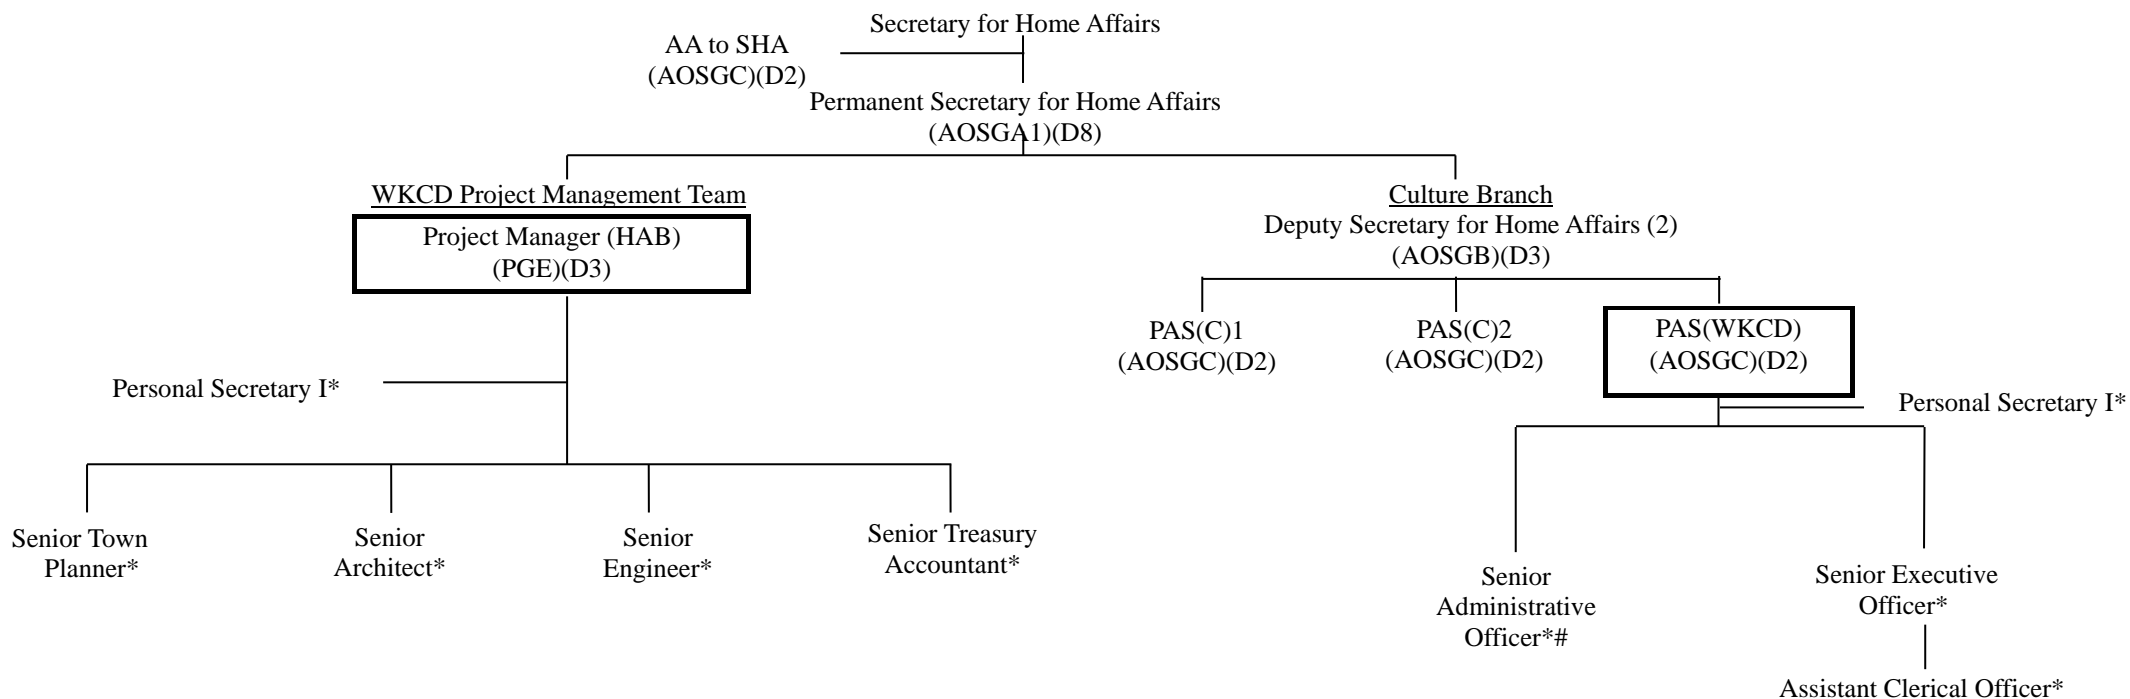 Secretary for Home Affairs
AA to SHA
(AOSGC)(D2)
Permanent Secretary for Home Affairs
(AOSGA1)(D8)
WKCD Project Management Team
Project Manager (HAB)
(PGE)(D3)
Culture Branch
Deputy Secretary for Home Affairs (2)
(AOSGB)(D3)
PAS(C)1
(AOSGC)(D2)
PAS(C)2
(AOSGC)(D2)
PAS(WKCD)
(AOSGC)(D2)
Personal Secretary I*
Personal Secretary I*
Senior Town
Planner*
Senior
Architect*
Senior
Engineer*
Senior Treasury
Accountant*
Senior
Administrative
Officer*#
Senior Executive
Officer*
Assistant Clerical Officer*